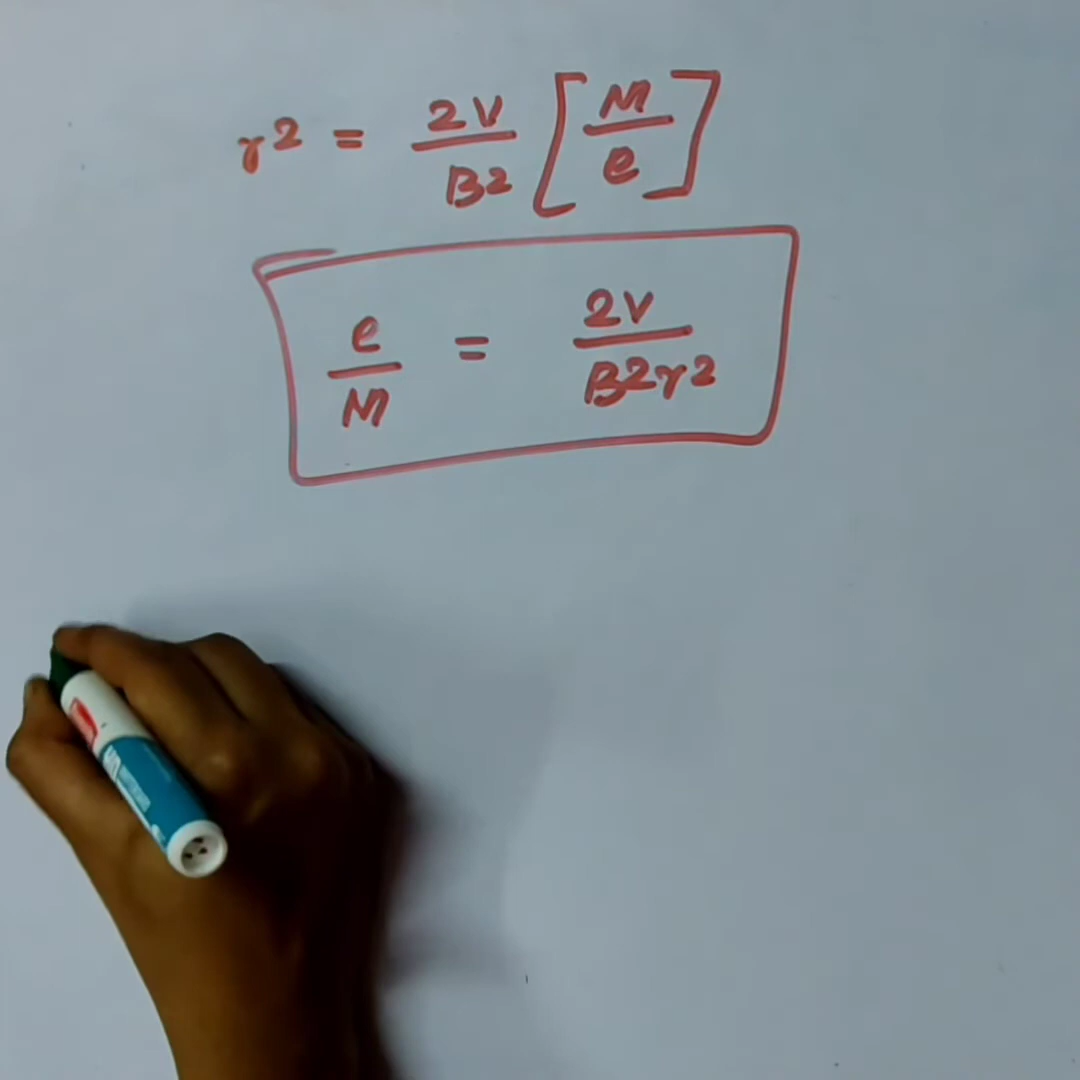 r² = 2V/B² [M/e]
e/M = 2V/B²r²